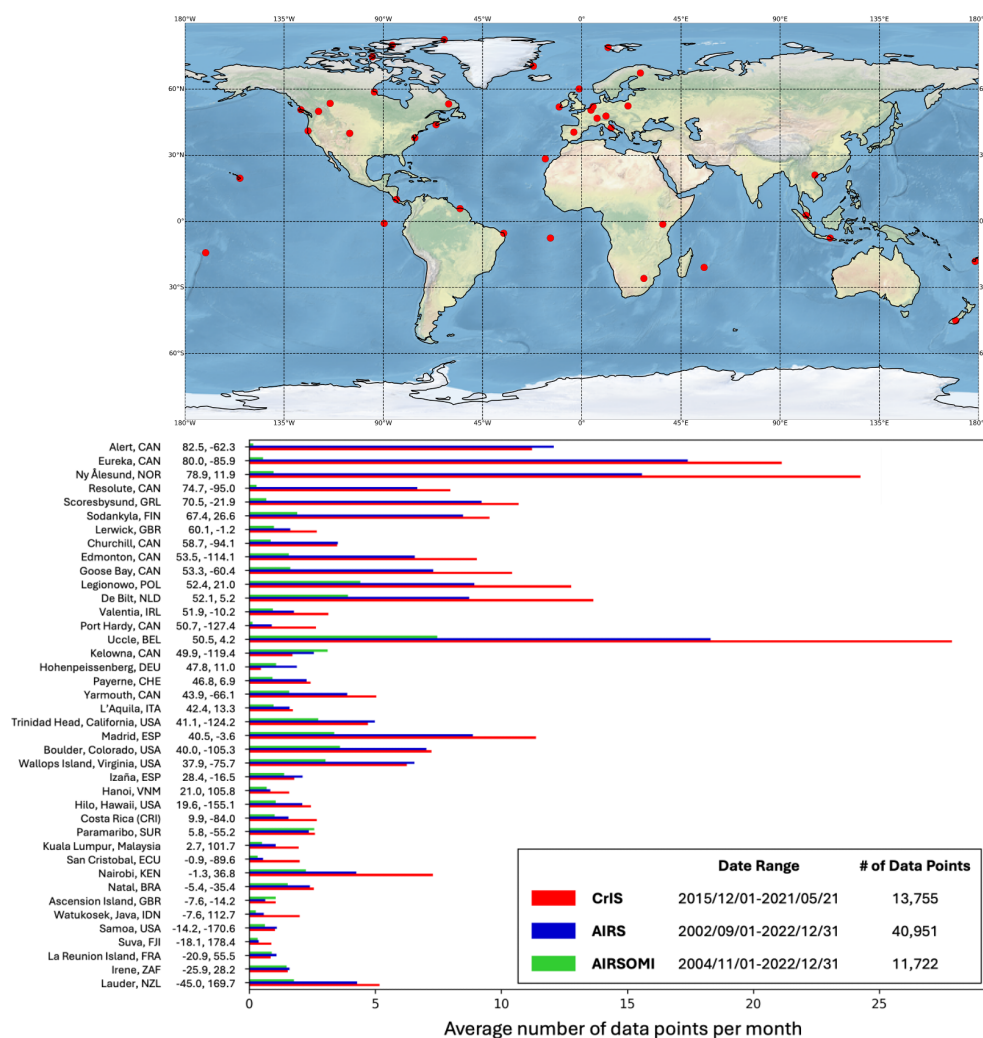 180°W 135°W 90°W 45°W 0° 45°E 90°E 135°E 180°
60°N 6
30°N 3
0° 0
30°S 3
60°S 6
180°W 135°W 90°W 45°W 0° 45°E 90°E 135°E 180°
Alert, CAN 82.5, -62.3
Eureka, CAN 80.0, -85.9
Ny Ålesund, NOR 78.9, 11.9
Resolute, CAN 74.7, -95.0
Scoresbysund, GRL 70.5, -21.9
Sodankyla, FIN 67.4, 26.6
Lerwick, GBR 60.1, -1.2
Churchill, CAN 58.7, -94.1
Edmonton, CAN 53.5, -114.1
Goose Bay, CAN 53.3, -60.4
Legionowo, POL 52.4, 21.0
De Bilt, NLD 52.1, 5.2
Valentia, IRL 51.9, -10.2
Port Hardy, CAN 50.7, -127.4
Uccle, BEL 50.5, 4.2
Kelowna, CAN 49.9, -119.4
Hohenpeissenberg, DEU 47.8, 11.0
Payerne, CHE 46.8, 6.9
Yarmouth, CAN 43.9, -66.1
L'Aquila, ITA 42.4, 13.3
Trinidad Head, California, USA 41.1, -124.2
Madrid, ESP 40.5, -3.6
Boulder, Colorado, USA 40.0, -105.3
Wallops Island, Virginia, USA 37.9, -75.7
Izaña, ESP 28.4, -16.5
Hanoi, VNM 21.0, 105.8
Hilo, Hawaii, USA 19.6, -155.1
Costa Rica (CRI) 9.9, -84.0
Paramaribo, SUR 5.8, -55.2
Kuala Lumpur, Malaysia 2.7, 101.7
San Cristobal, ECU -0.9, -89.6
Nairobi, KEN -1.3, 36.8
Natal, BRA -5.4, -35.4
Ascension Island, GBR -7.6, -14.2
Watukosek, Java, IDN -7.6, 112.7
Samoa, USA -14.2, -170.6
Suva, FJI -18.1, 178.4
La Reunion Island, FRA -20.9, 55.5
Irene, ZAF -25.9, 28.2
Lauder, NZL -45.0, 169.7
Date Range # of Data Points
CrIS 2015/12/01-2021/05/21 13,755
AIRS 2002/09/01-2022/12/31 40,951
AIRSOMI 2004/11/01-2022/12/31 11,722
0 5 10 15 20 25
Average number of data points per month